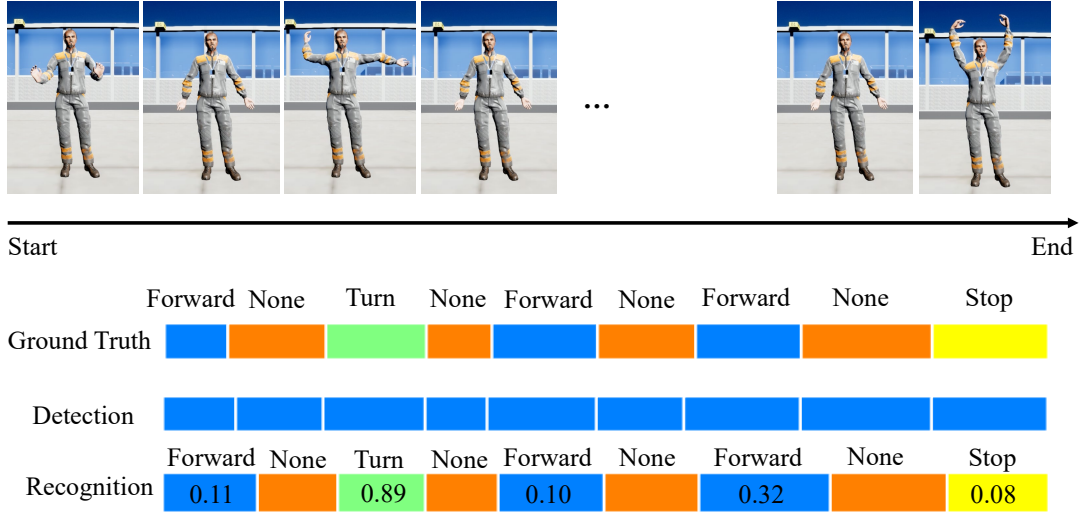 ...
Start End
Forward None Turn None Forward None Forward None Stop
Ground Truth
Detection
Forward None Turn None Forward None Forward None Stop
Recognition 0.11 0.89 0.10 0.32 0.08